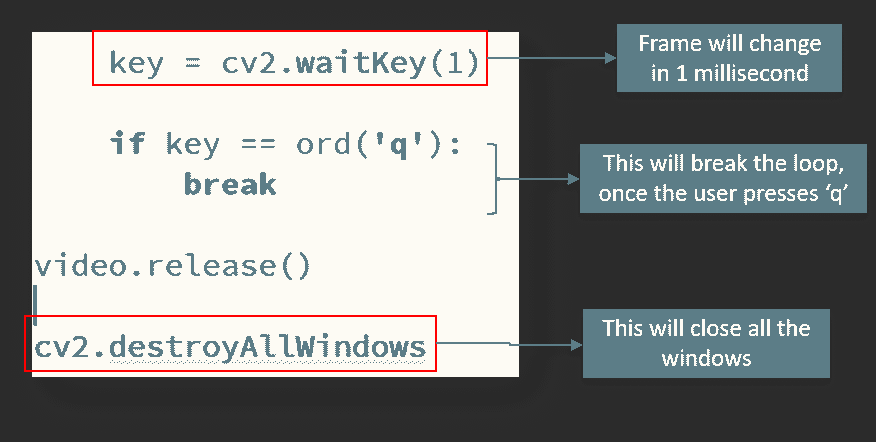 key = cv2.waitKey(1)
Frame will change
in 1 millisecond
if key == ord('q'):
break
This will break the loop,
once the user presses ‘q’
video.release()
cv2.destroyAllWindows
This will close all the
windows